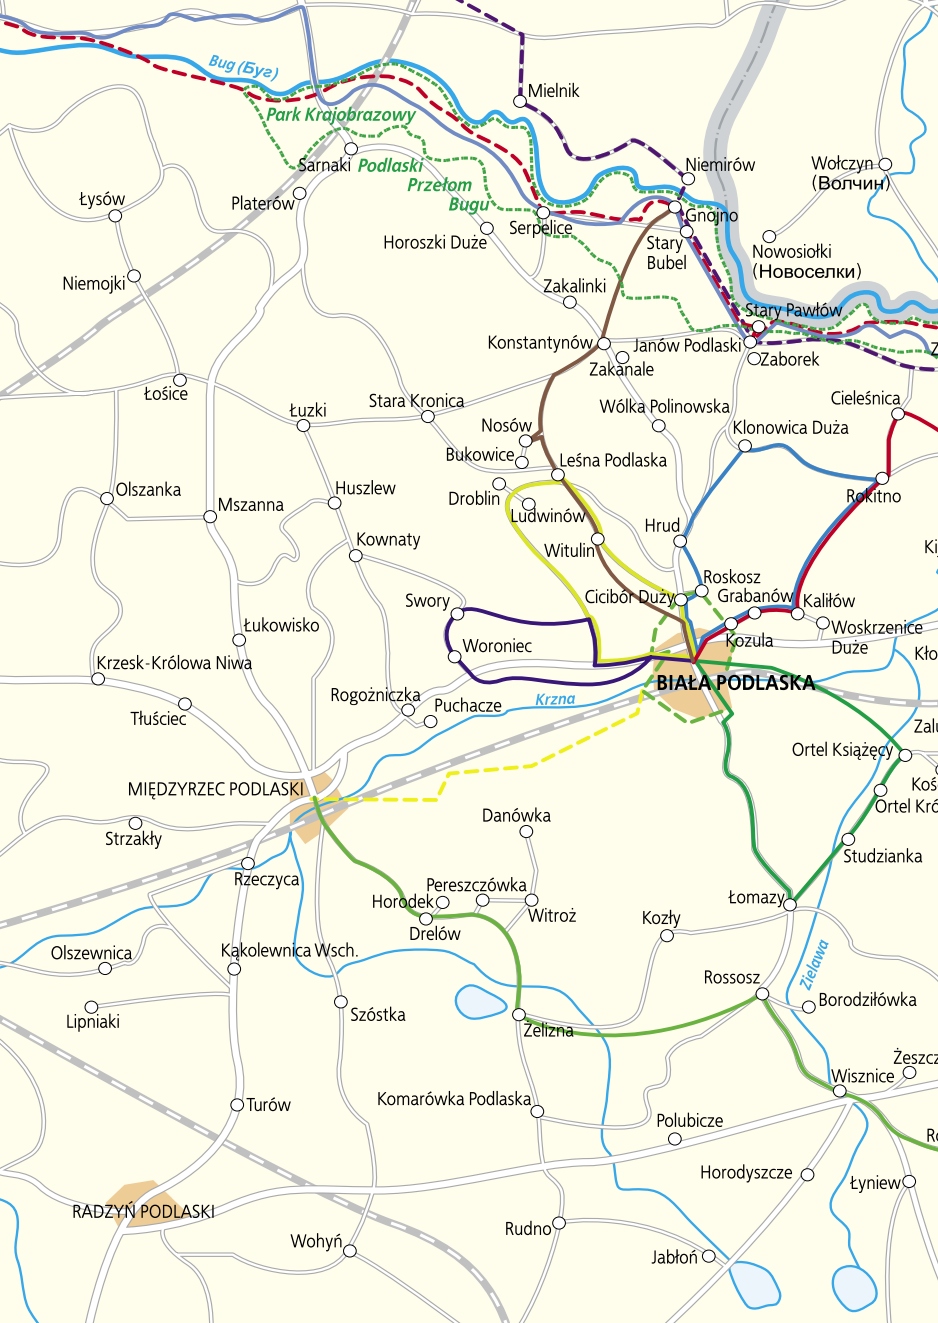 Bug (Буг)
Mielnik
Park Krajobrazowy
Sarnaki
Podlaski
Niemirów
Wołczyn
(Волчин)
Platerów
Przełom
Bugu
Łysów
Gnojno
Serpelice
Horoszki Duże
Stary
Bubel
Nowosiołki
(Новоселки)
Niemojki
Zakalinki
Stary Pawłów
Konstantynów
Janów Podlaski
Zakanale
Zaborek
Łośice
Cieleśnica
Stara Kronica
Łuzki
Wólka Polinowska
Nosów
Klonowica Duża
Bukowice
Leśna Podlaska
Olszanka
Huszlew
Droblin
Rokitno
Mszanna
Ludwinów
Hrud
Kownaty
Witulin
Roskosz
Swory
Cicibór Duży
Grabanów
Kaliłów
Łukowisko
Kozula
Woskrzenice
Duże
Woroniec
Krzesk-Królowa Niwa
BIAŁA PODLASKA
Rogożniczka
Krzna
Puchacze
Tłuściec
Ortel Książęcy
MIĘDZYRZEC PODLASKI
Danówka
Strzakły
Studzianka
Rzeczyca
Pereszczówka
Horodek
Łomazy
Witroż
Kozły
Drelów
Olszewnica
Kąkolewnica Wsch.
Zielawa
Rossosz
Borodziłówka
Lipniaki
Szóstka
Żelizna
Wisznice
Komarówka Podlaska
Turów
Polubicze
Horodyszcze
Łyniew
RADZYŃ PODLASKI
Rudno
Wohyń
Jabłoń